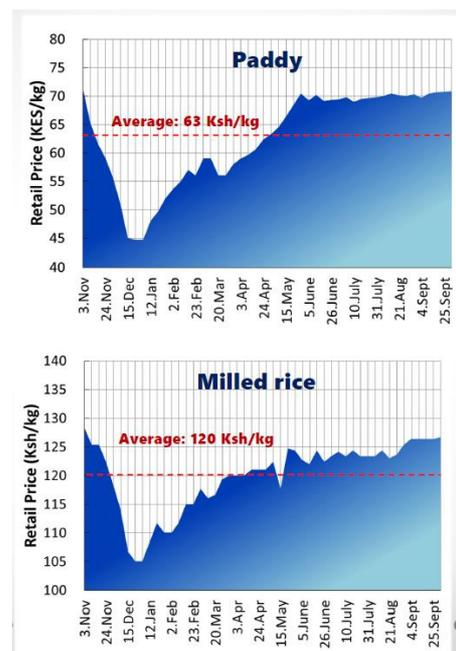 Paddy
Average: 63 Ksh/kg
Retail Price (KES/kg)
80
75
70
65
60
55
50
45
40
3.Nov
24.Nov
15.Dec
12.Jan
2.Feb
23.Feb
20.Mar
3.Apr
24.Apr
15.May
5.June
26.June
10.July
31.July
21.Aug
4.Sept
25.Sept
Milled rice
Average: 120 Ksh/kg
Retail Price (Ksh/kg)
140
135
130
125
120
115
110
105
100
3.Nov
24.Nov
15.Dec
12.Jan
2.Feb
23.Feb
20.Mar
3.Apr
24.Apr
15.May
5.June
26.June
10.July
31.July
21.Aug
4.Sept
25.Sept